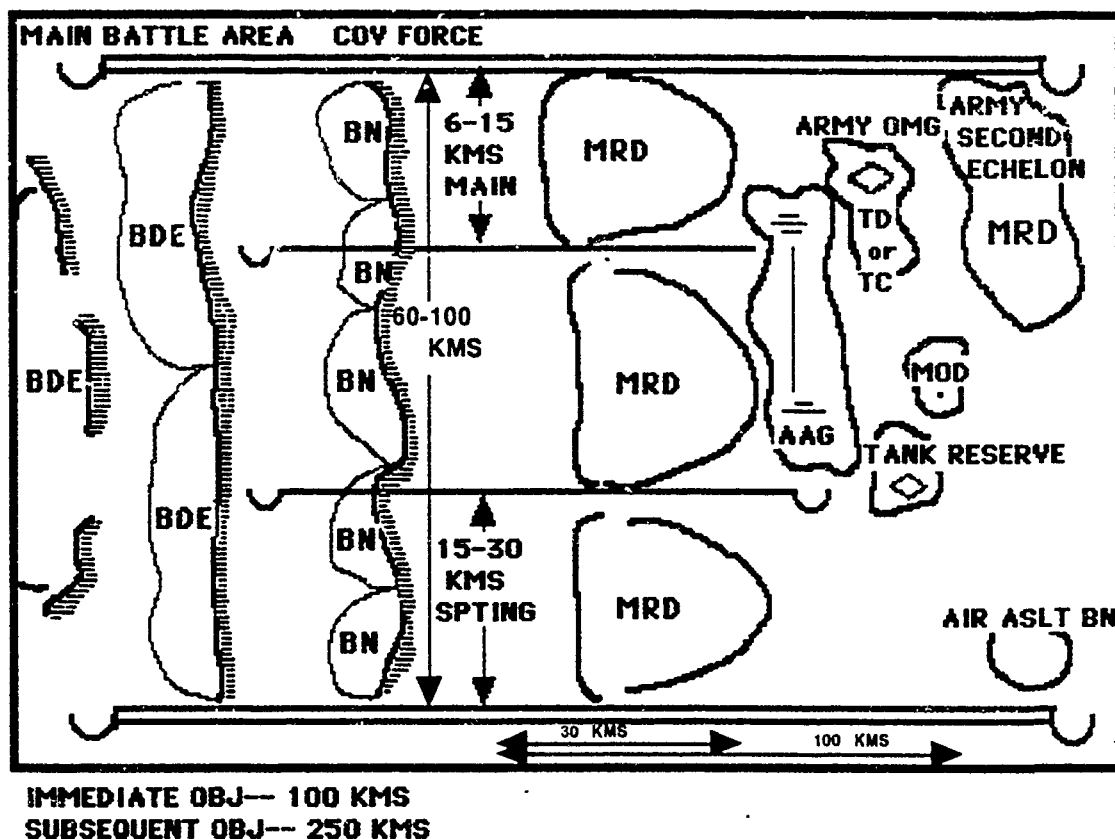 MAIN BATTLE AREA COV FORCE
BN
6-15
KMS
MAIN
MRD
ARMY OMG
ARMY
SECOND
ECHELON
MRD
TD
or
TC
BDE
BN
60-100
KMS
BDE
BN
MRD
MOD
AAG
TANK RESERVE
BDE
BN
15-30
KMS
SPTING
MRD
BN
AIR ASLT BN
30 KMS
100 KMS
IMMEDIATE OBJ-- 100 KMS
SUBSEQUENT OBJ-- 250 KMS